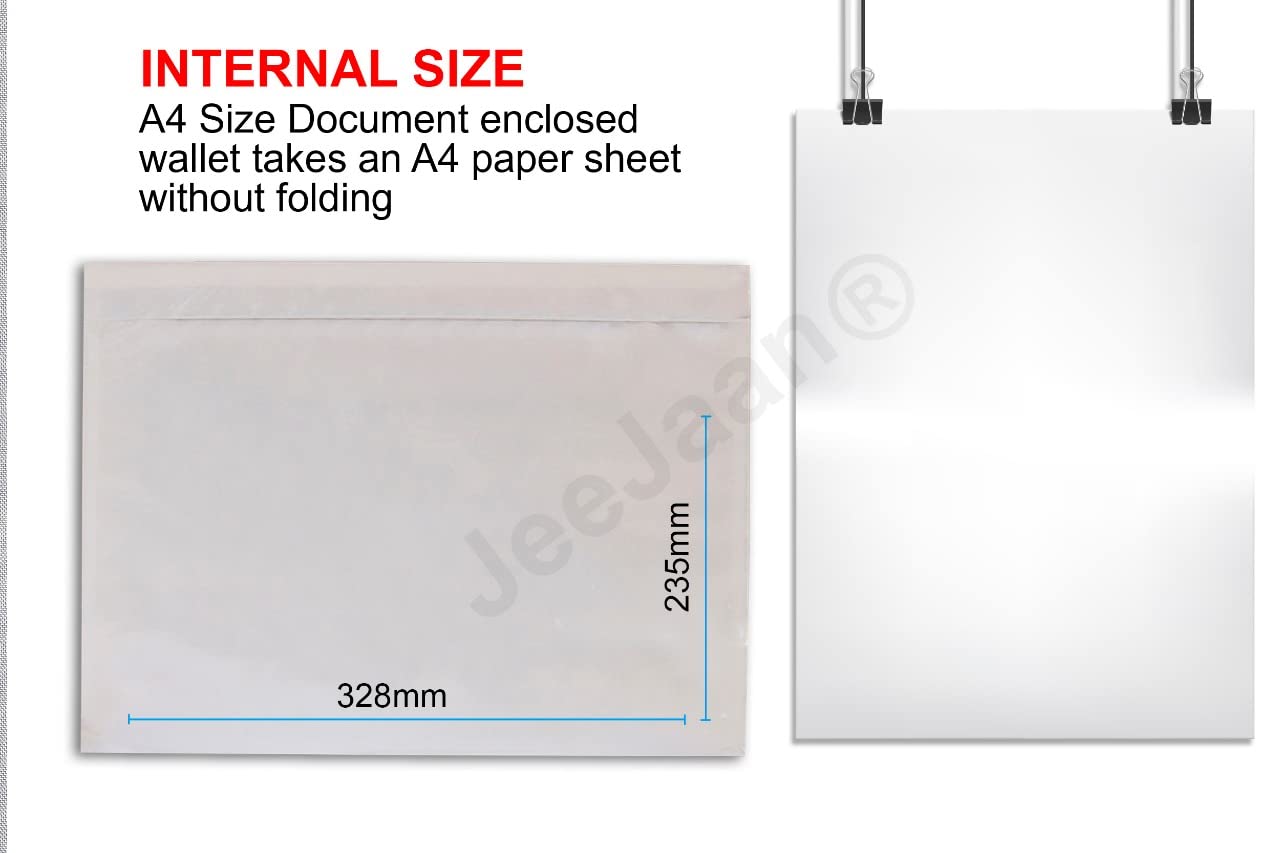 INTERNAL SIZE
A4 Size Document enclosed
wallet takes an A4 paper sheet
without folding
JeeJaan®
235mm
328mm